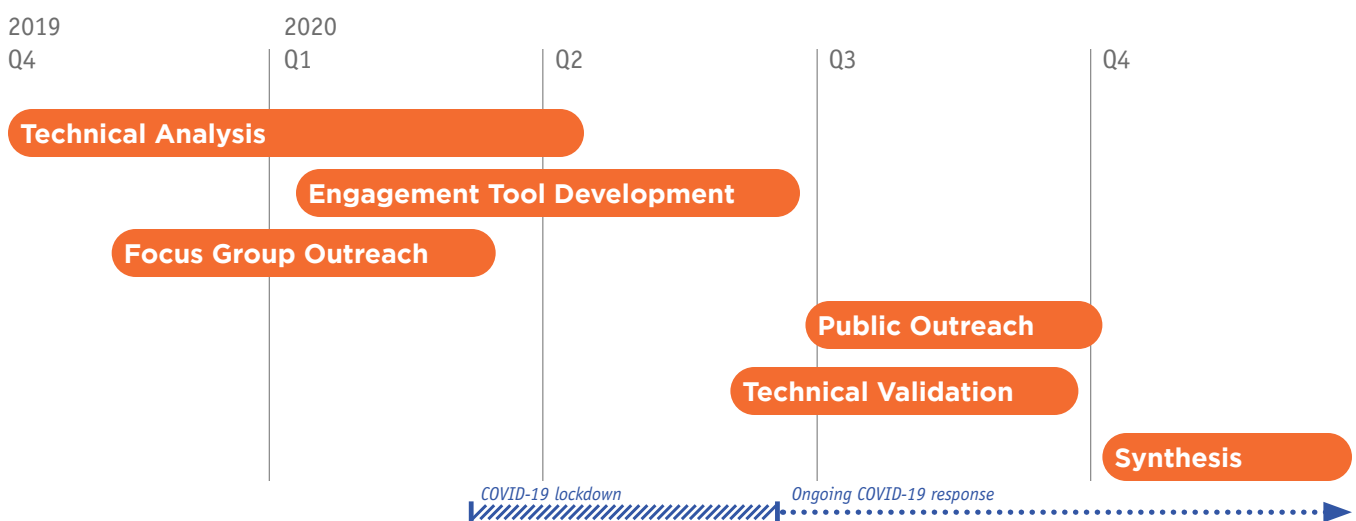 2019 2020
Q4 Q1 Q2 Q3 Q4
Technical Analysis
Engagement Tool Development
Focus Group Outreach
Public Outreach
Technical Validation
Synthesis
COVID-19 lockdown Ongoing COVID-19 response